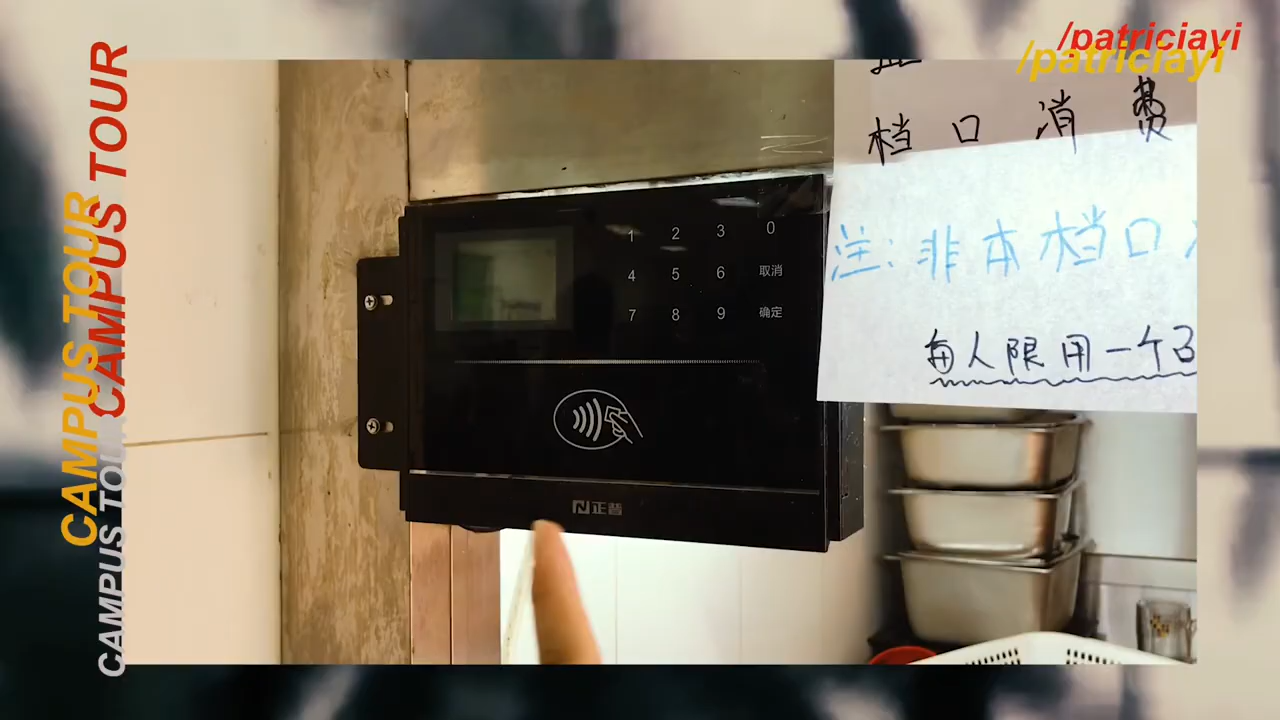 /patriciayi
/patriciayi
CAMPUS TOUR
CAMPUS TOUR
CAMPUS TOUR
档口消费
注：非本档口
每人限用一个
1 2 3 0
4 5 6 取消
7 8 9 确定
正普